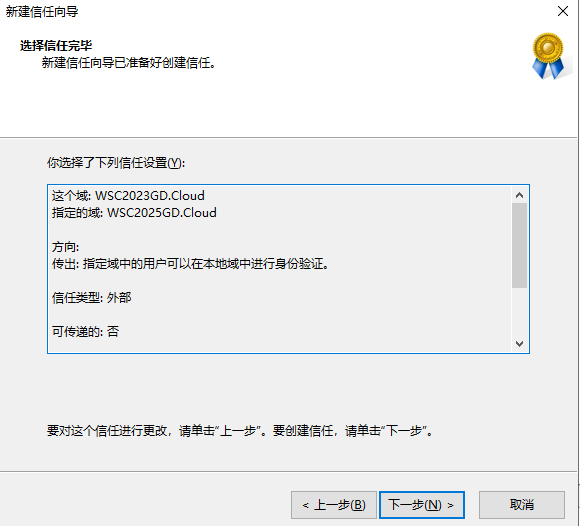 新建信任向导
选择信任完毕
新建信任向导已准备好创建信任。
你选择了下列信任设置(Y):
这个域: WSC2023GD.Cloud
指定的域: WSC2025GD.Cloud
方向:
传出: 指定域中的用户可以在本地域中进行身份验证。
信任类型: 外部
可传递的: 否
要对这个信任进行更改，请单击“上一步”。要创建信任，请单击“下一步”。
< 上一步(B)
下一步(N) >
取消